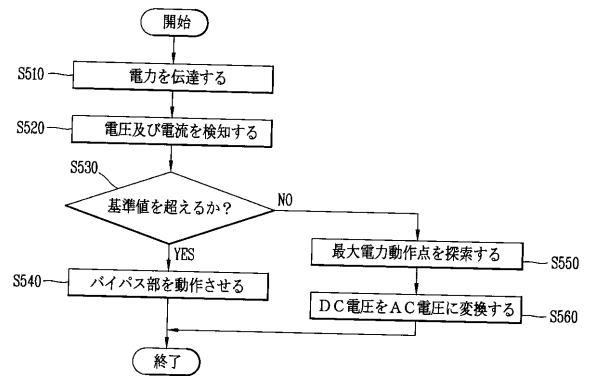 開始
S510
電力を伝達する
S520
電圧及び電流を検知する
S530
基準値を超えるか?
NO
YES
S540
バイパス部を動作させる
最大電力動作点を探索する
S550
DC電圧をAC電圧に変換する
S560
終了